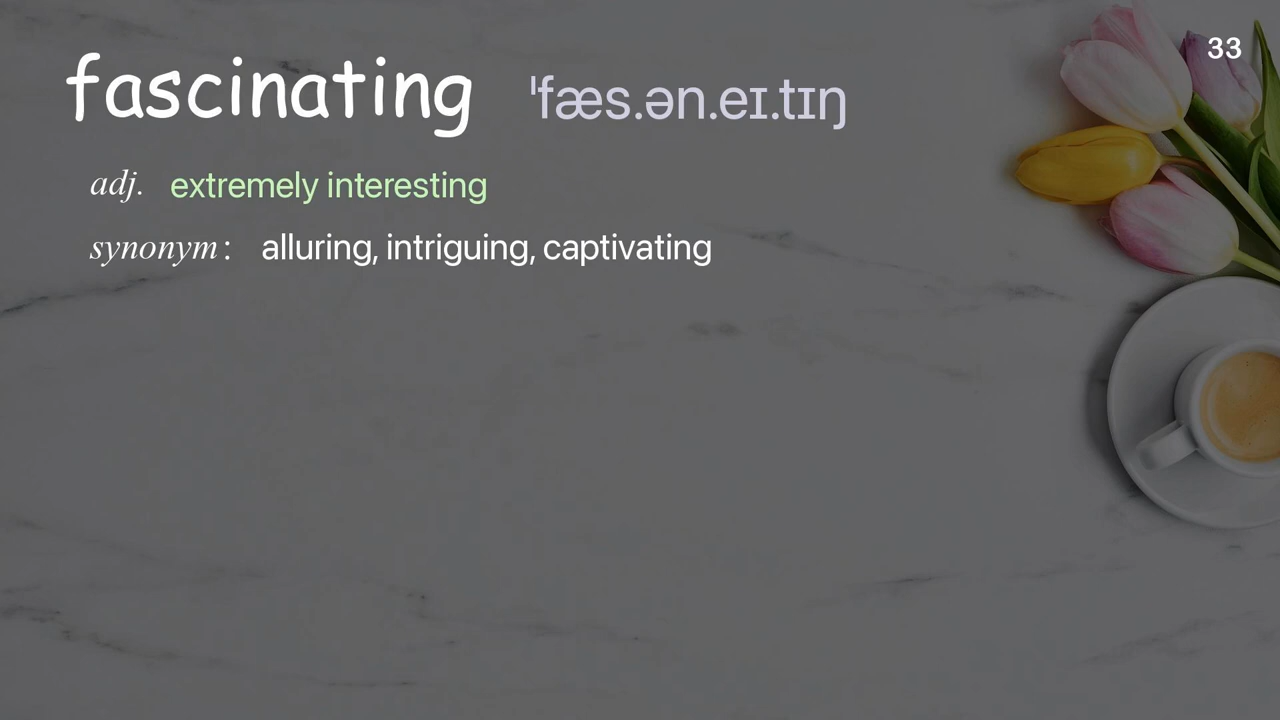 33
fascinating ˈfæs.ən.eɪ.tɪŋ
adj. extremely interesting
synonym: alluring, intriguing, captivating